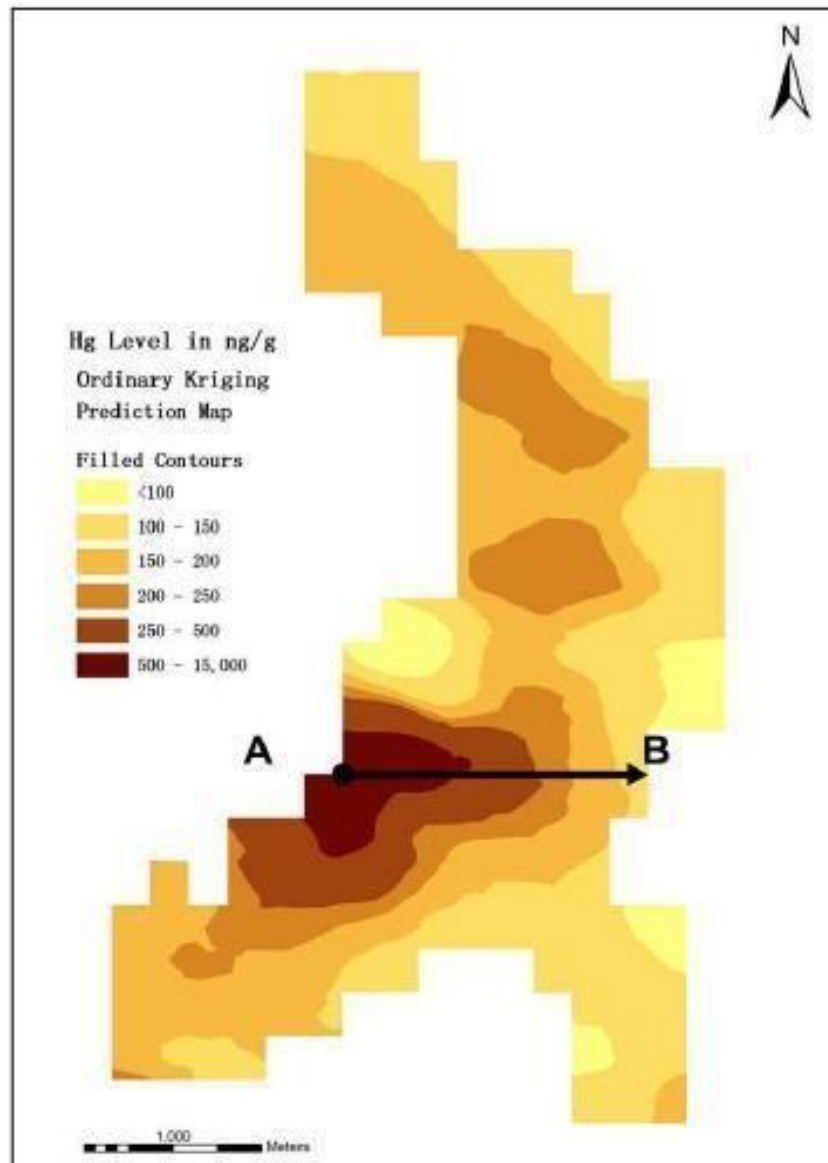 N
Hg Level in ng/g
Ordinary Kriging
Prediction Map
Filled Contours
<100
100 - 150
150 - 200
200 - 250
250 - 500
500 - 15,000
A
B
1,000
Meters